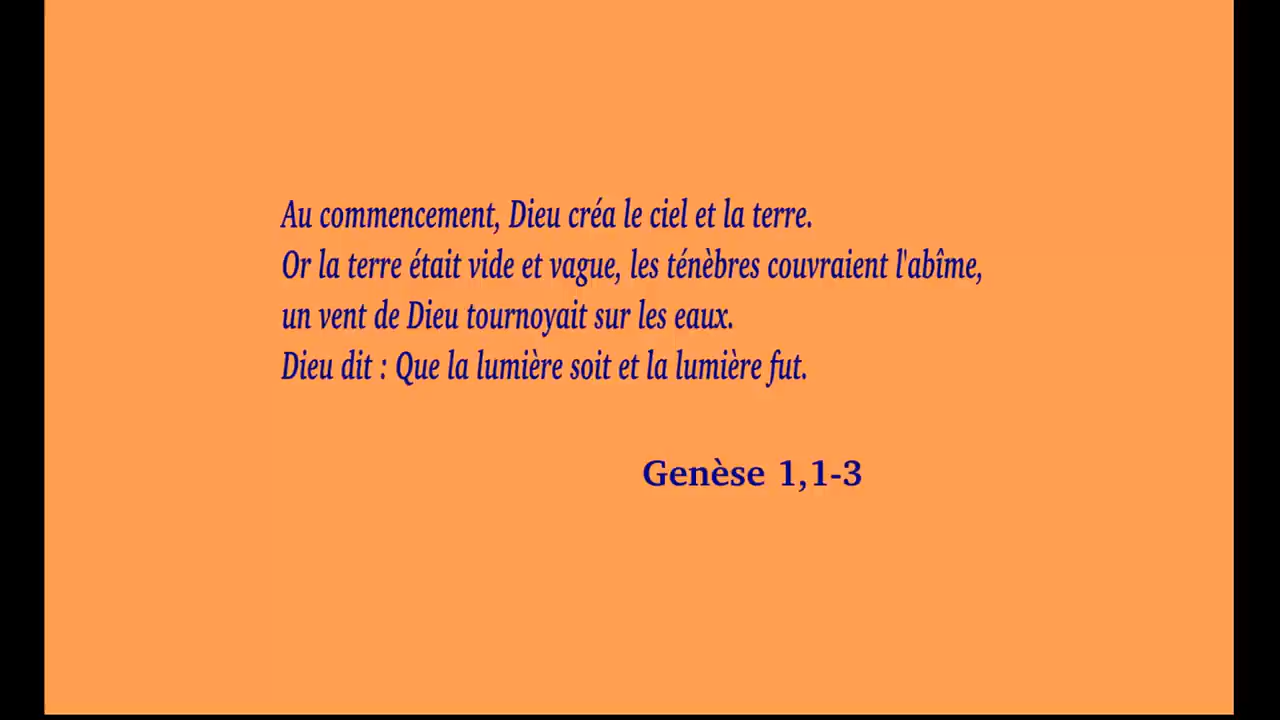 Au commencement, Dieu créa le ciel et la terre.
Or la terre était vide et vague, les ténèbres couvraient l'abîme,
un vent de Dieu tournoyait sur les eaux.
Dieu dit : Que la lumière soit et la lumière fut.
Genèse 1,1-3